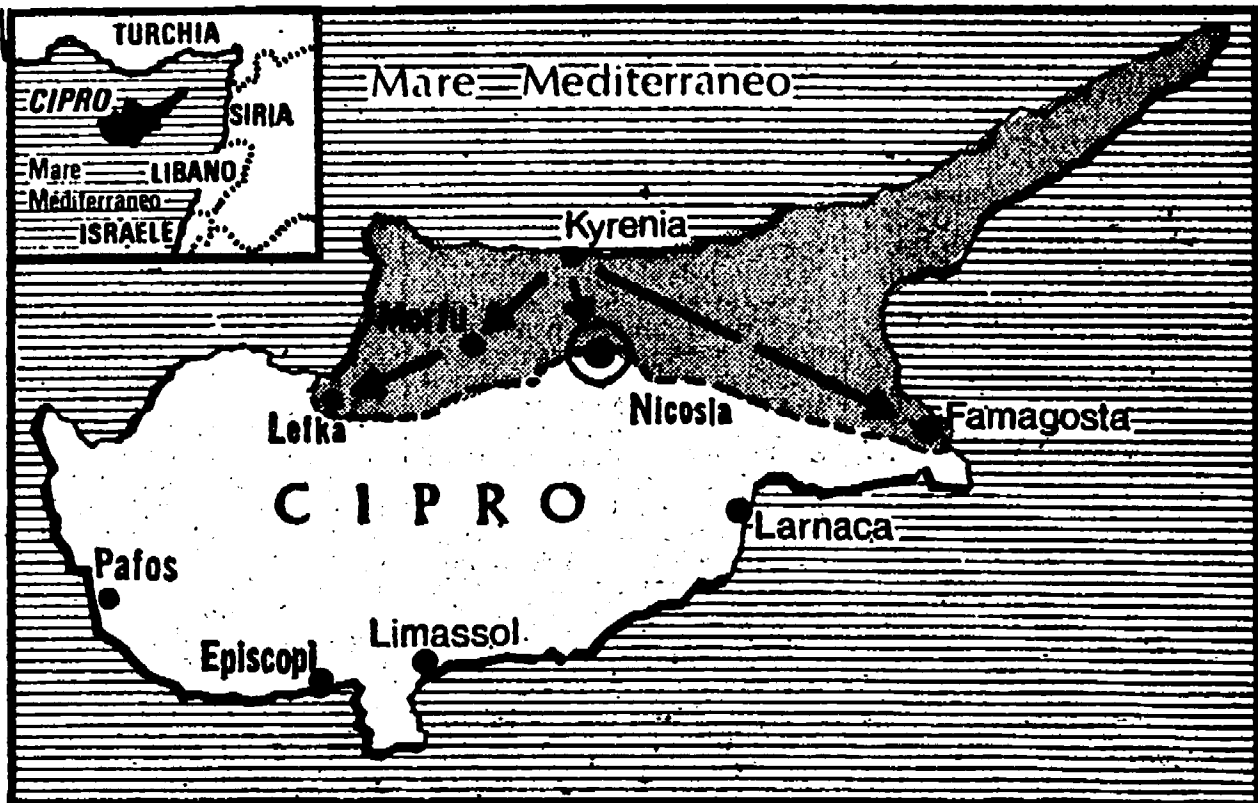 TURCHIA
CIPRO
SIRIA
Mare
Mediterraneo
LIBANO
ISRAELE
Mare Mediterraneo
Kyrenia
Morfu
Nicosia
Lefka
Famagosta
CIPRO
Larnaca
Pafos
Episcopi
Limassol